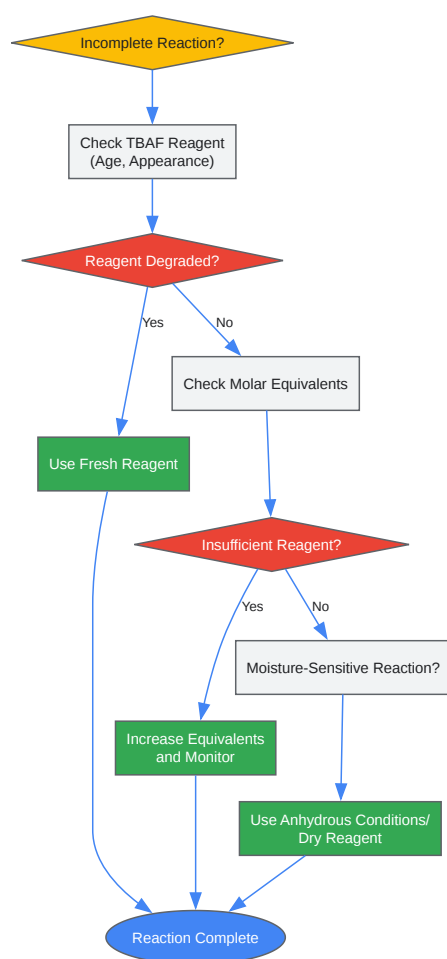 Incomplete Reaction?
Check TBAF Reagent
(Age, Appearance)
Reagent Degraded?
Yes
No
Check Molar Equivalents
Use Fresh Reagent
Insufficient Reagent?
Yes
No
Moisture-Sensitive Reaction?
Increase Equivalents
and Monitor
Use Anhydrous Conditions/
Dry Reagent
Reaction Complete